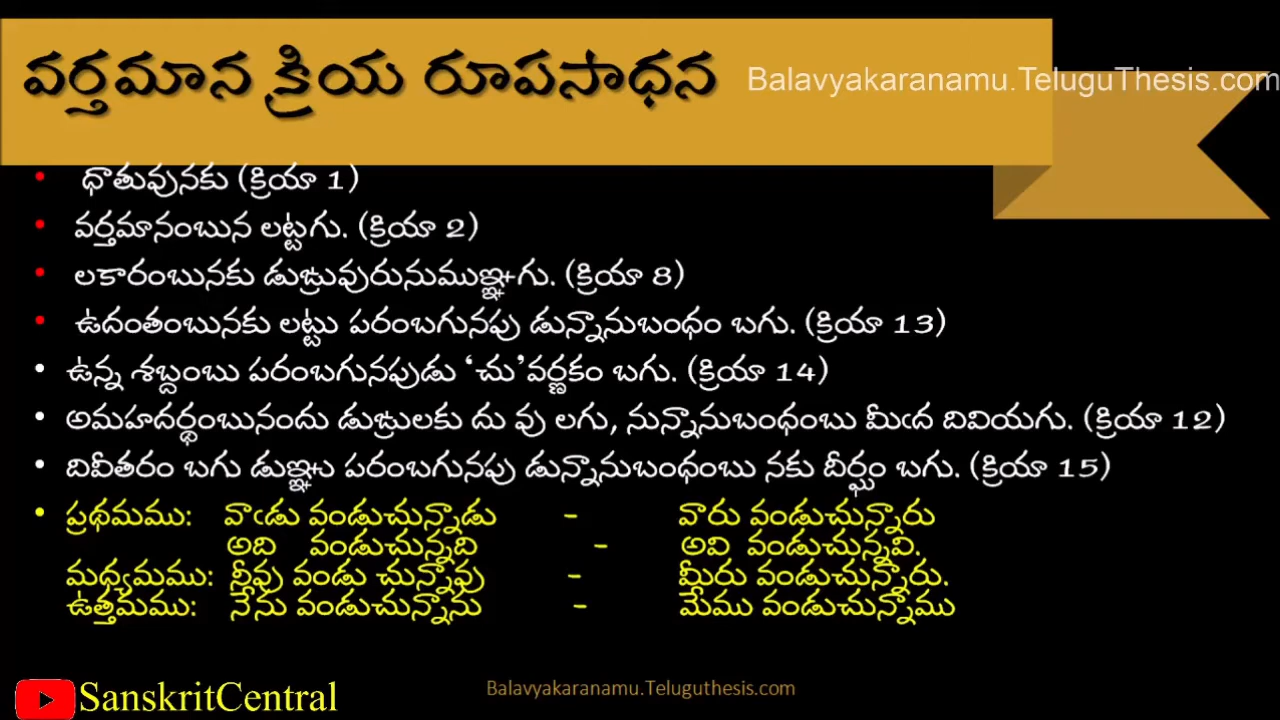 వర్తమాన క్రియ రూపసాధన
Balavyakaranamu.TeluguThesis.com
• ధాతువునకు (క్రియా 1)
• వర్తమానంబున లట్టగు. (క్రియా 2)
• లకారంబునకు డుఙ్రువురునుముఞ్లగు. (క్రియా 8)
• ఉదంతంబునకు లట్టు పరంబగునపు డున్నానుబంధం బగు. (క్రియా 13)
• ఉన్న శబ్దంబు పరంబగునపుడు ‘చు’వర్ణకం బగు. (క్రియా 14)
• అమహదర్థంబునందు డుఙ్రులకు దు వు లగు, నున్నానుబంధంబు మీఁద దివియగు. (క్రియా 12)
• దివీతరం బగు డుఞ్ఞు పరంబగునపు డున్నానుబంధంబు నకు దీర్ఘం బగు. (క్రియా 15)
• ప్రథమము: వాఁడు వండుచున్నాడు - వారు వండుచున్నారు
అది వండుచున్నది - అవి వండుచున్నవి.
మధ్యమము: నీవు వండు చున్నావు - మీరు వండుచున్నారు.
ఉత్తమము: నేను వండుచున్నాను - మేము వండుచున్నాము
SanskritCentral
Balavyakaranamu.Teluguthesis.com